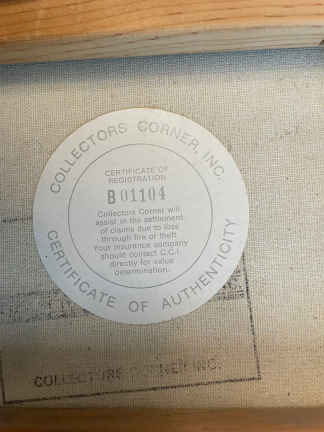 COLLECTORS CORNER, INC.
CERTIFICATE OF
REGISTRATION
B 01104
Collectors Corner will
assist in the settlement
of claims due to loss
through fire or theft.
Your insurance company
should contact C.C.I.
directly for value
determination.
CERTIFICATE OF AUTHENTICITY
COLLECTORS CORNER INC.